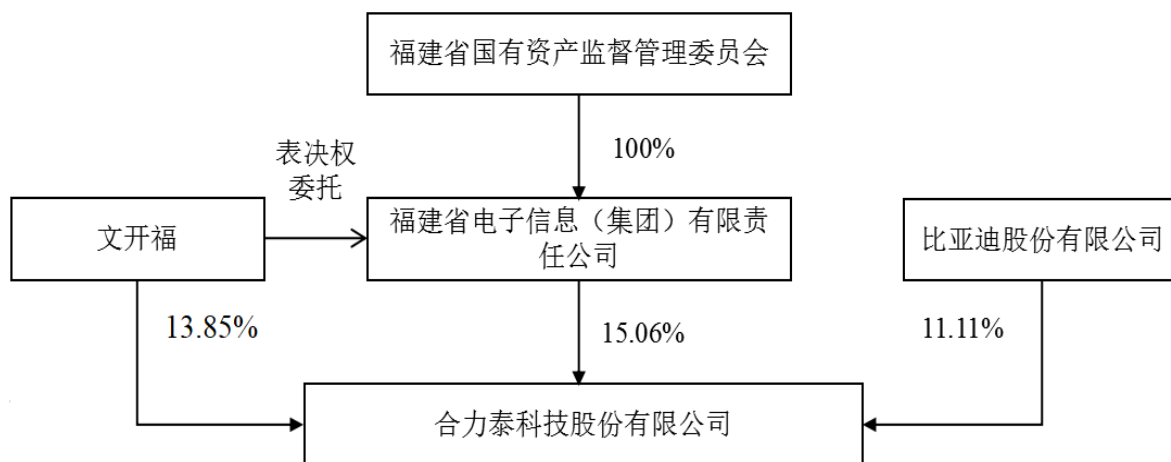 福建省国有资产监督管理委员会
100%
表决权
委托
文开福
福建省电子信息（集团）有限责
任公司
比亚迪股份有限公司
13.85%
15.06%
11.11%
合力泰科技股份有限公司